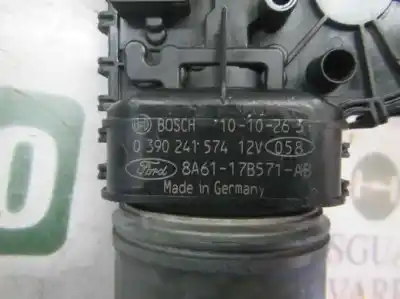 BOSCH 10-10-26 3
0 390 241 574 12V 058
Ford 8A61-17B571-AB
Made in Germany